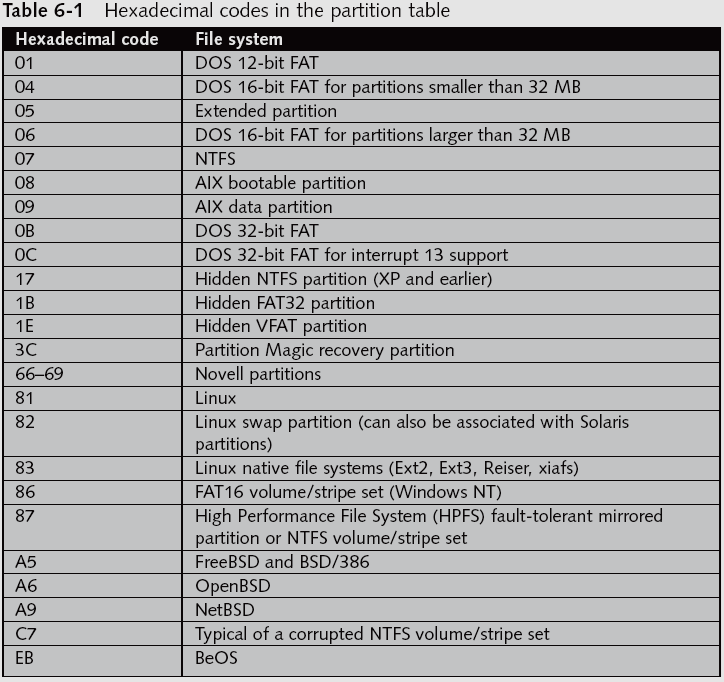 Table 6-1 Hexadecimal codes in the partition table
Hexadecimal code File system
01 DOS 12-bit FAT
04 DOS 16-bit FAT for partitions smaller than 32 MB
05 Extended partition
06 DOS 16-bit FAT for partitions larger than 32 MB
07 NTFS
08 AIX bootable partition
09 AIX data partition
0B DOS 32-bit FAT
0C DOS 32-bit FAT for interrupt 13 support
17 Hidden NTFS partition (XP and earlier)
1B Hidden FAT32 partition
1E Hidden VFAT partition
3C Partition Magic recovery partition
66–69 Novell partitions
81 Linux
82 Linux swap partition (can also be associated with Solaris
partitions)
83 Linux native file systems (Ext2, Ext3, Reiser, xiafs)
86 FAT16 volume/stripe set (Windows NT)
87 High Performance File System (HPFS) fault-tolerant mirrored
partition or NTFS volume/stripe set
A5 FreeBSD and BSD/386
A6 OpenBSD
A9 NetBSD
C7 Typical of a corrupted NTFS volume/stripe set
EB BeOS